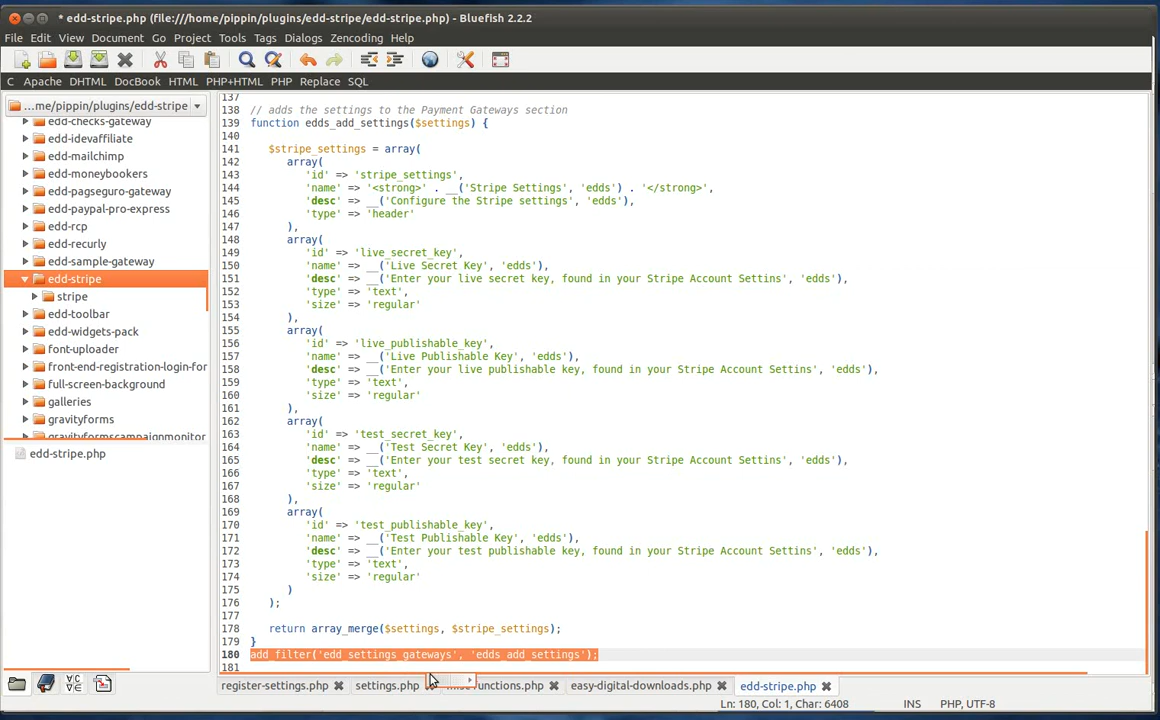 * edd-stripe.php (file:///home/pippin/plugins/edd-stripe/edd-stripe.php) - Bluefish 2.2.2
File Edit View Document Go Project Tools Tags Dialogs Zencoding Help
C Apache DHTML DocBook HTML PHP+HTML PHP Replace SQL
...me/pippin/plugins/edd-stripe
edd-checks-gateway
edd-idevaffiliate
edd-mailchimp
edd-moneybookers
edd-pagseguro-gateway
edd-paypal-pro-express
edd-rcp
edd-recurly
edd-sample-gateway
edd-stripe
stripe
edd-toolbar
edd-widgets-pack
font-uploader
front-end-registration-login-for
full-screen-background
galleries
gravityforms
gravityformscampaignmonitor
edd-stripe.php
137
138 // adds the settings to the Payment Gateways section
139 function edds_add_settings($settings) {
140
141 $stripe_settings = array(
142 array(
143 'id' => 'stripe_settings',
144 'name' => '<strong>' . __('Stripe Settings', 'edds') . '</strong>',
145 'desc' => __('Configure the Stripe settings', 'edds'),
146 'type' => 'header'
147 ),
148 array(
149 'id' => 'live_secret_key',
150 'name' => __('Live Secret Key', 'edds'),
151 'desc' => __('Enter your live secret key, found in your Stripe Account Settins', 'edds'),
152 'type' => 'text',
153 'size' => 'regular'
154 ),
155 array(
156 'id' => 'live_publishable_key',
157 'name' => __('Live Publishable Key', 'edds'),
158 'desc' => __('Enter your live publishable key, found in your Stripe Account Settins', 'edds'),
159 'type' => 'text',
160 'size' => 'regular'
161 ),
162 array(
163 'id' => 'test_secret_key',
164 'name' => __('Test Secret Key', 'edds'),
165 'desc' => __('Enter your test secret key, found in your Stripe Account Settins', 'edds'),
166 'type' => 'text',
167 'size' => 'regular'
168 ),
169 array(
170 'id' => 'test_publishable_key',
171 'name' => __('Test Publishable Key', 'edds'),
172 'desc' => __('Enter your test publishable key, found in your Stripe Account Settins', 'edds'),
173 'type' => 'text',
174 'size' => 'regular'
175 )
176 );
177
178 return array_merge($settings, $stripe_settings);
179 }
180 add_filter('edd_settings_gateways', 'edds_add_settings');
181
register-settings.php settings.php functions.php easy-digital-downloads.php edd-stripe.php
Ln: 180, Col: 1, Char: 6408 INS PHP, UTF-8